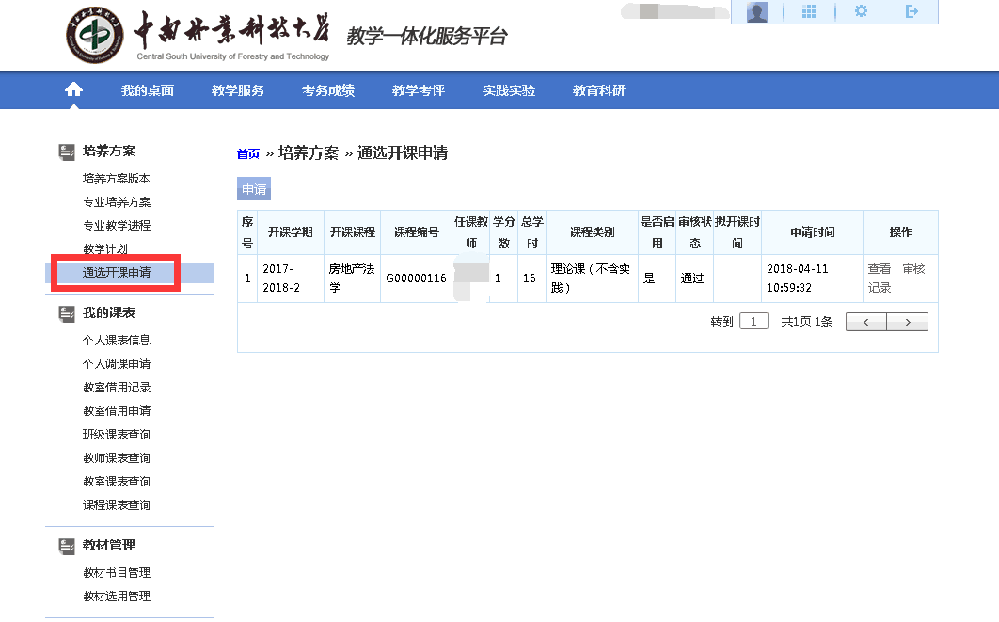 中南林业科技大学
Central South University of Forestry and Technology
教学一体化服务平台
我的桌面 教学服务 考务成绩 教学考评 实践实验 教育科研
培养方案
培养方案版本
专业培养方案
专业教学进程
教学计划
通选开课申请
我的课表
个人课表信息
个人调课申请
教室借用记录
教室借用申请
班级课表查询
教师课表查询
教室课表查询
课程课表查询
教材管理
教材书目管理
教材选用管理
首页 » 培养方案 » 通选开课申请
申请
序号 开课学期 开课课程 课程编号 任课教师 学分数 总学时 课程类别 是否启用 审核状态 拟开课时间 申请时间 操作
1 2017-2018-2 房地产法学 G00000116 1 16 理论课（不含实践） 是 通过 2018-04-11 10:59:32 查看 审核记录
转到 1 共1页 1条 < >